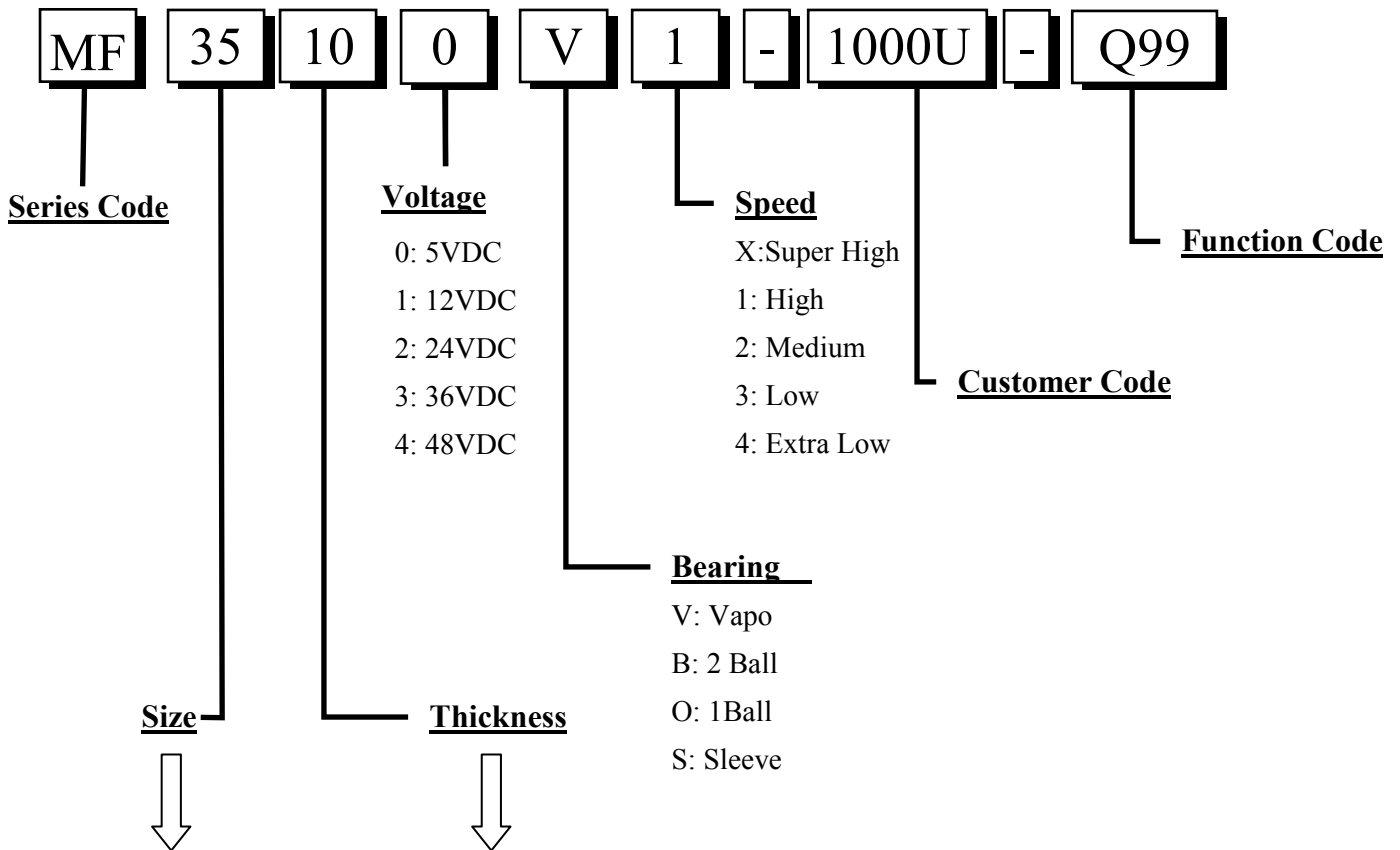 MF 35 10 0 V 1 - 1000U - Q99
Series Code
Voltage
0: 5VDC
1: 12VDC
2: 24VDC
3: 36VDC
4: 48VDC
Speed
X:Super High
1: High
2: Medium
3: Low
4: Extra Low
Function Code
Customer Code
Bearing
V: Vapo
B: 2 Ball
O: 1Ball
S: Sleeve
Size
Thickness